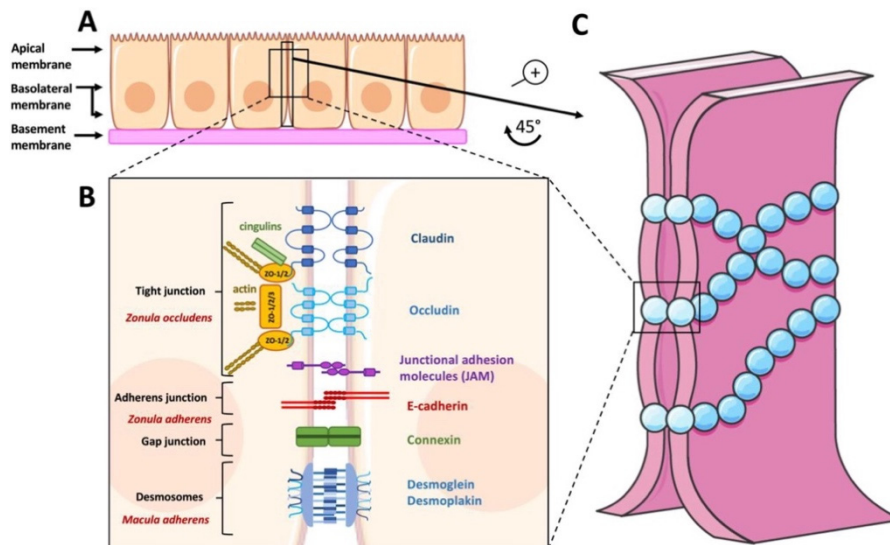 A
Apical
membrane
Basolateral
membrane
Basement
membrane
+
45°
C
B
cingulins
ZO-1/2
Claudin
Tight junction
Zonula occludens
actin
ZO-1/2/3
Occludin
ZO-1/2
Junctional adhesion
molecules (JAM)
Adherens junction
Zonula adherens
E-cadherin
Gap junction
Connexin
Desmosomes
Macula adherens
Desmoglein
Desmoplakin